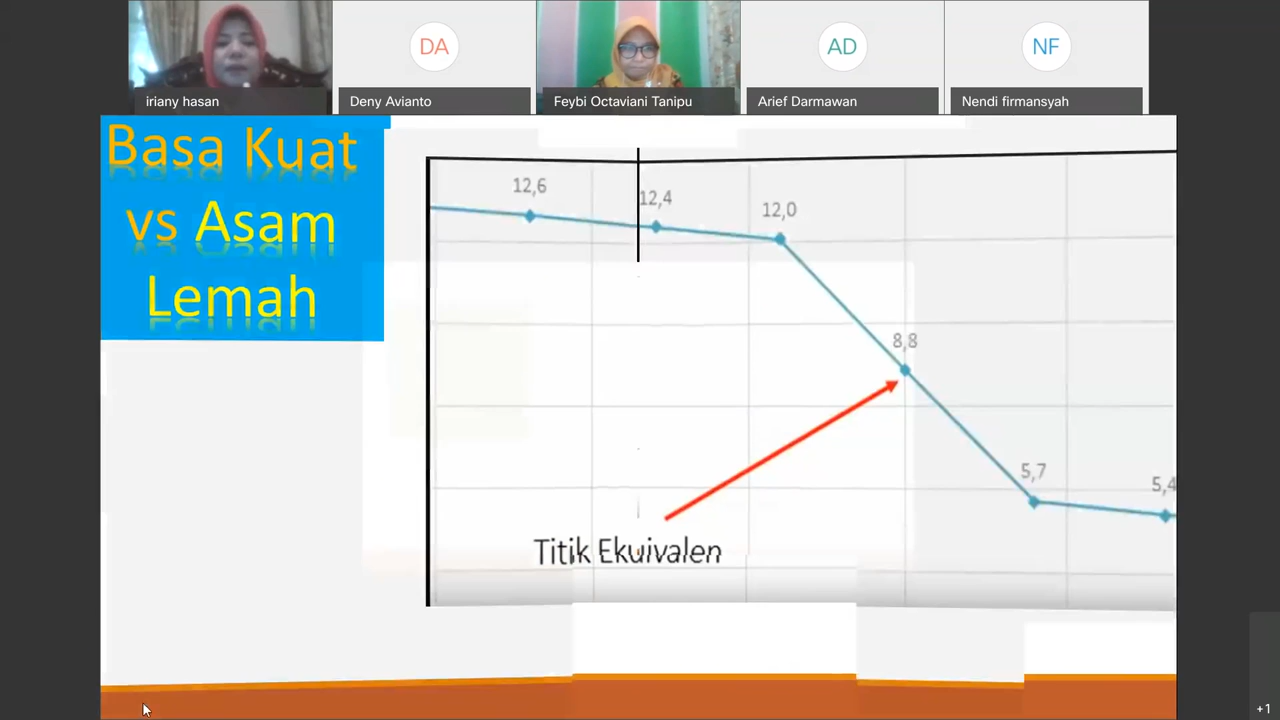 DA
AD
NF
iriany hasan
Deny Avianto
Feybi Octaviani Tanipu
Arief Darmawan
Nendi firmansyah
Basa Kuat
vs Asam
Lemah
12,6
12,4
12,0
8,8
5,7
5,4
Titik Ekuivalen
+1